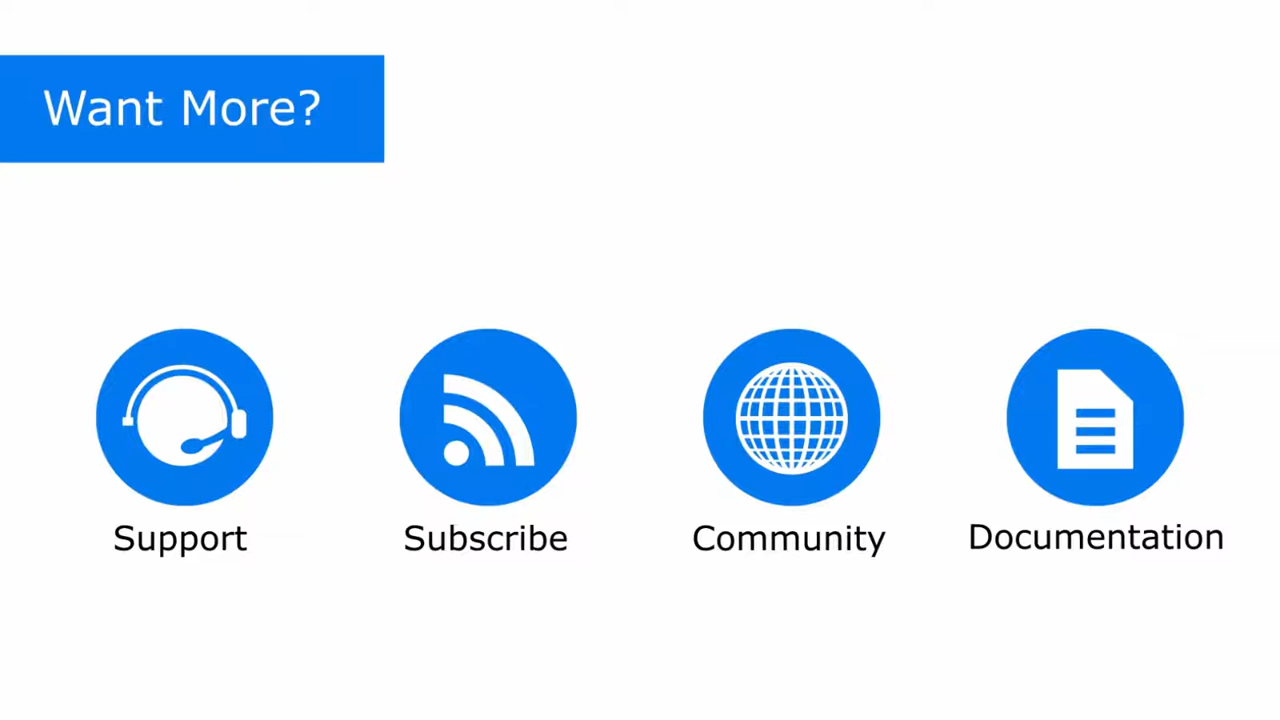 Want More?
Support
Subscribe
Community
Documentation